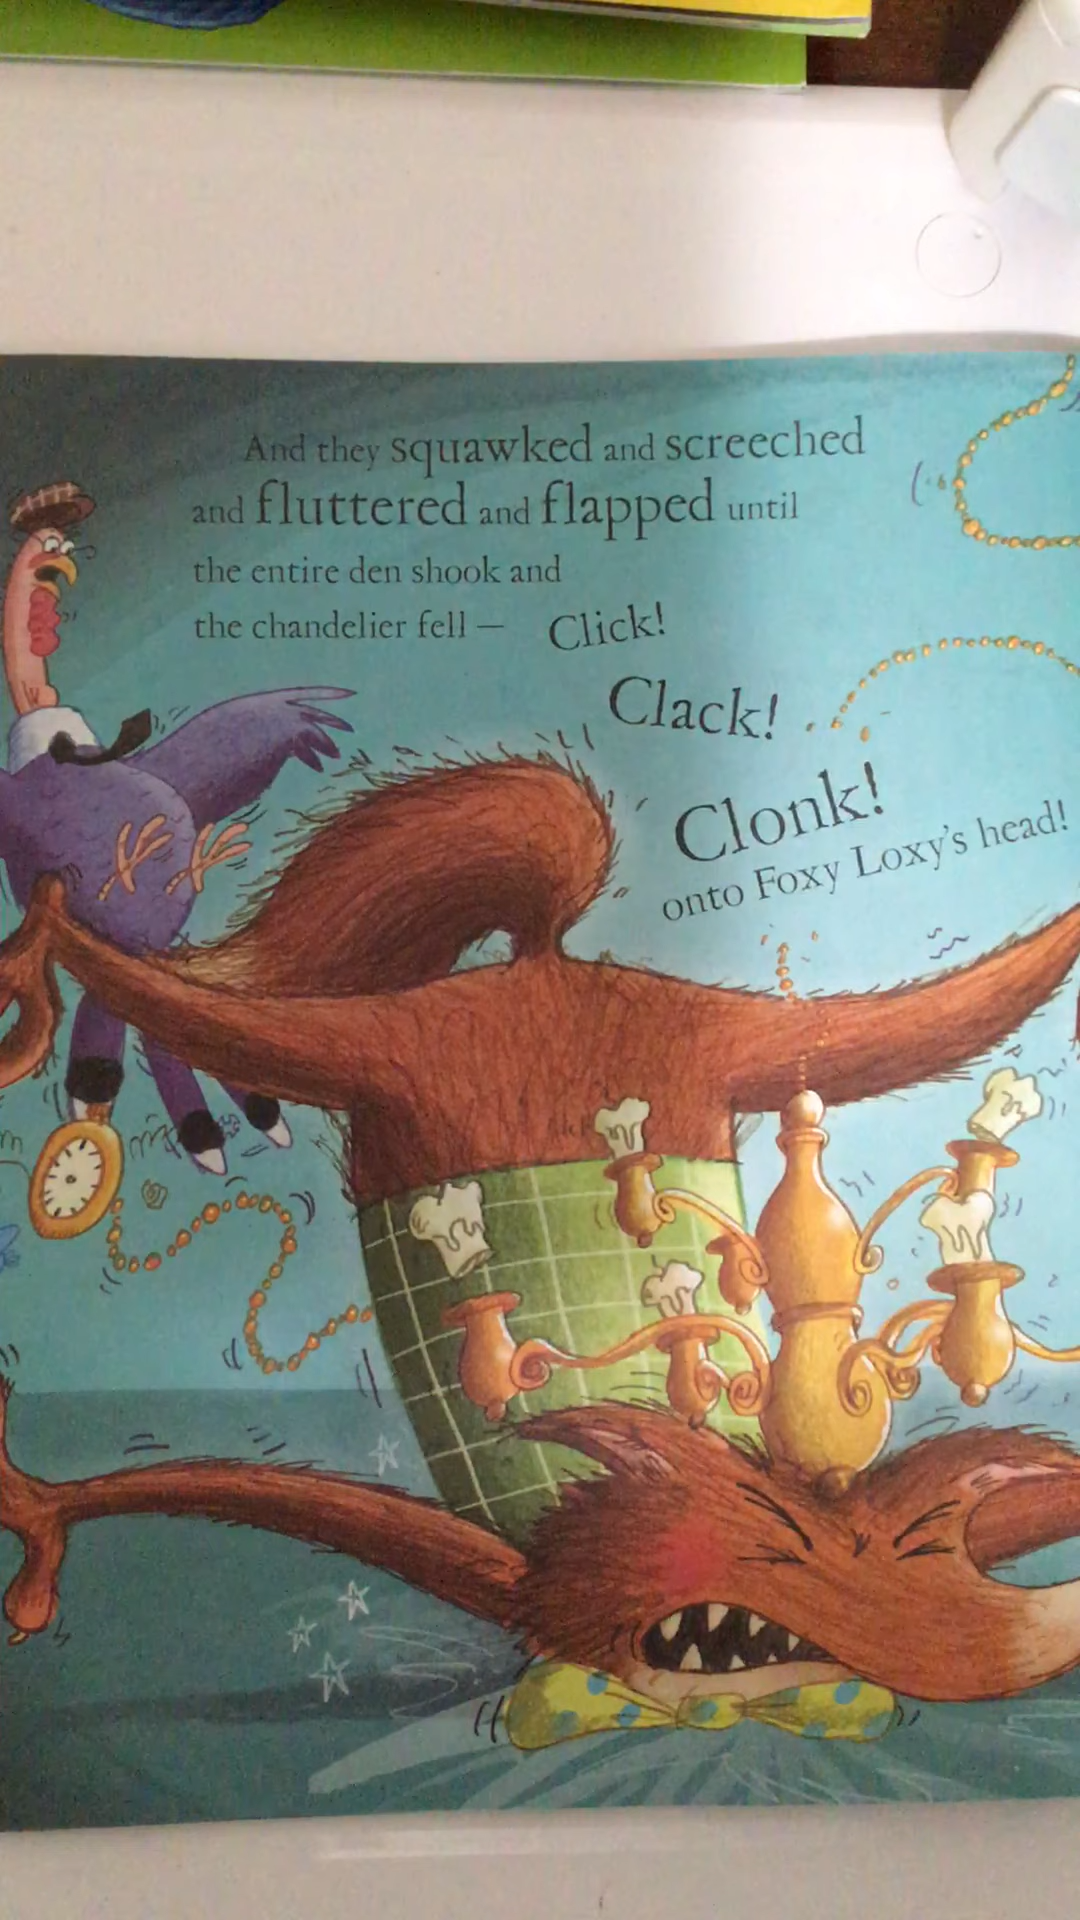 And they squawked and screeched
and fluttered and flapped until
the entire den shook and
the chandelier fell — Click!
Clack!
Clonk!
onto Foxy Loxy's head!